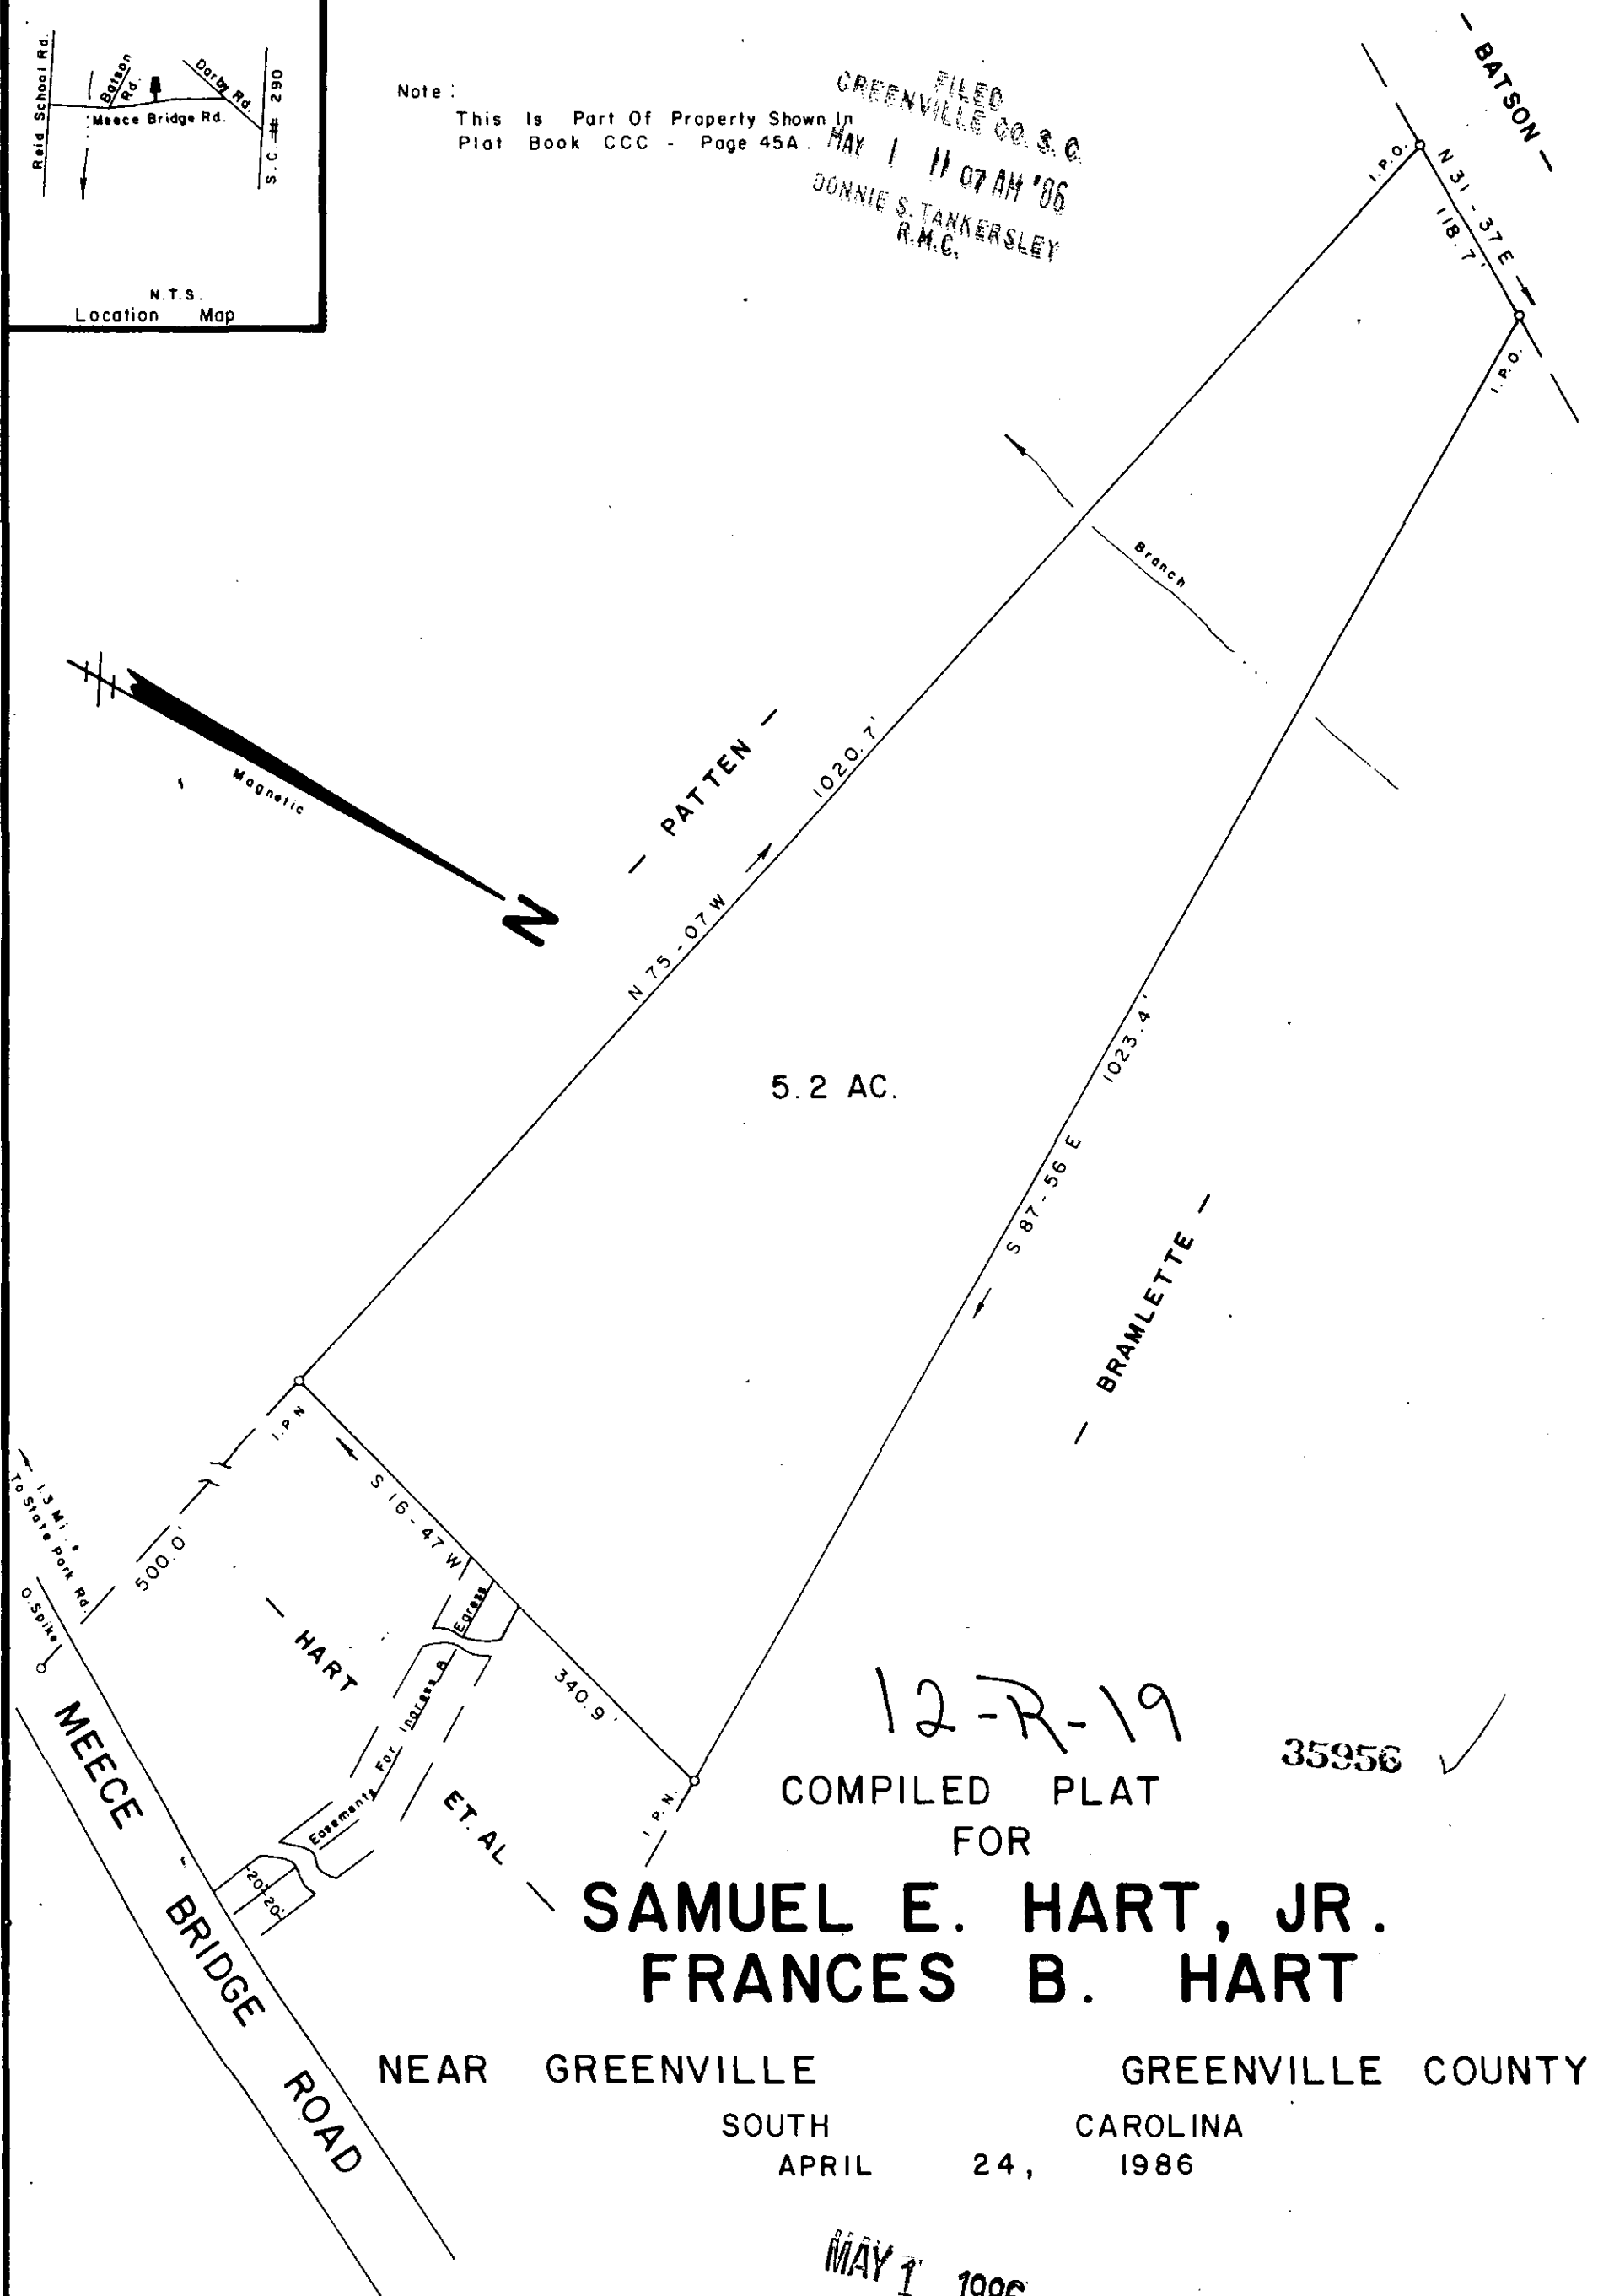 Reid School Rd.
Batson
Rd.
Darby Rd.
Meece Bridge Rd.
S. C. # 290
N.T.S.
Location Map
Note :
This Is Part Of Property Shown In
Plat Book CCC - Page 45A.
FILED
GREENVILLE CO. S. C.
MAY 1 11 07 AM '86
DONNIE S. TANKERSLEY
R.M.C.
- BATSON -
I.P.O.
N 31 - 37 E
118.7'
I.P.O.
Branch
Magnetic
N
- PATTEN -
1020.7'
N 75 - 07 W
5.2 AC.
1023.4'
S 87 - 56 E
- BRAMLETTE -
I.P.N
S 16 - 47 W
340.9'
500.0'
1.3 Mi. ±
To State Park Rd.
O. Spike
- HART
ET. AL -
Egress
Easements For Ingress &
20' 20'
I.P.N.
MEECE BRIDGE ROAD
12-R-19
35956
COMPILED PLAT
FOR
SAMUEL E. HART, JR.
FRANCES B. HART
NEAR GREENVILLE GREENVILLE COUNTY
SOUTH CAROLINA
APRIL 24, 1986
MAY 1 1986